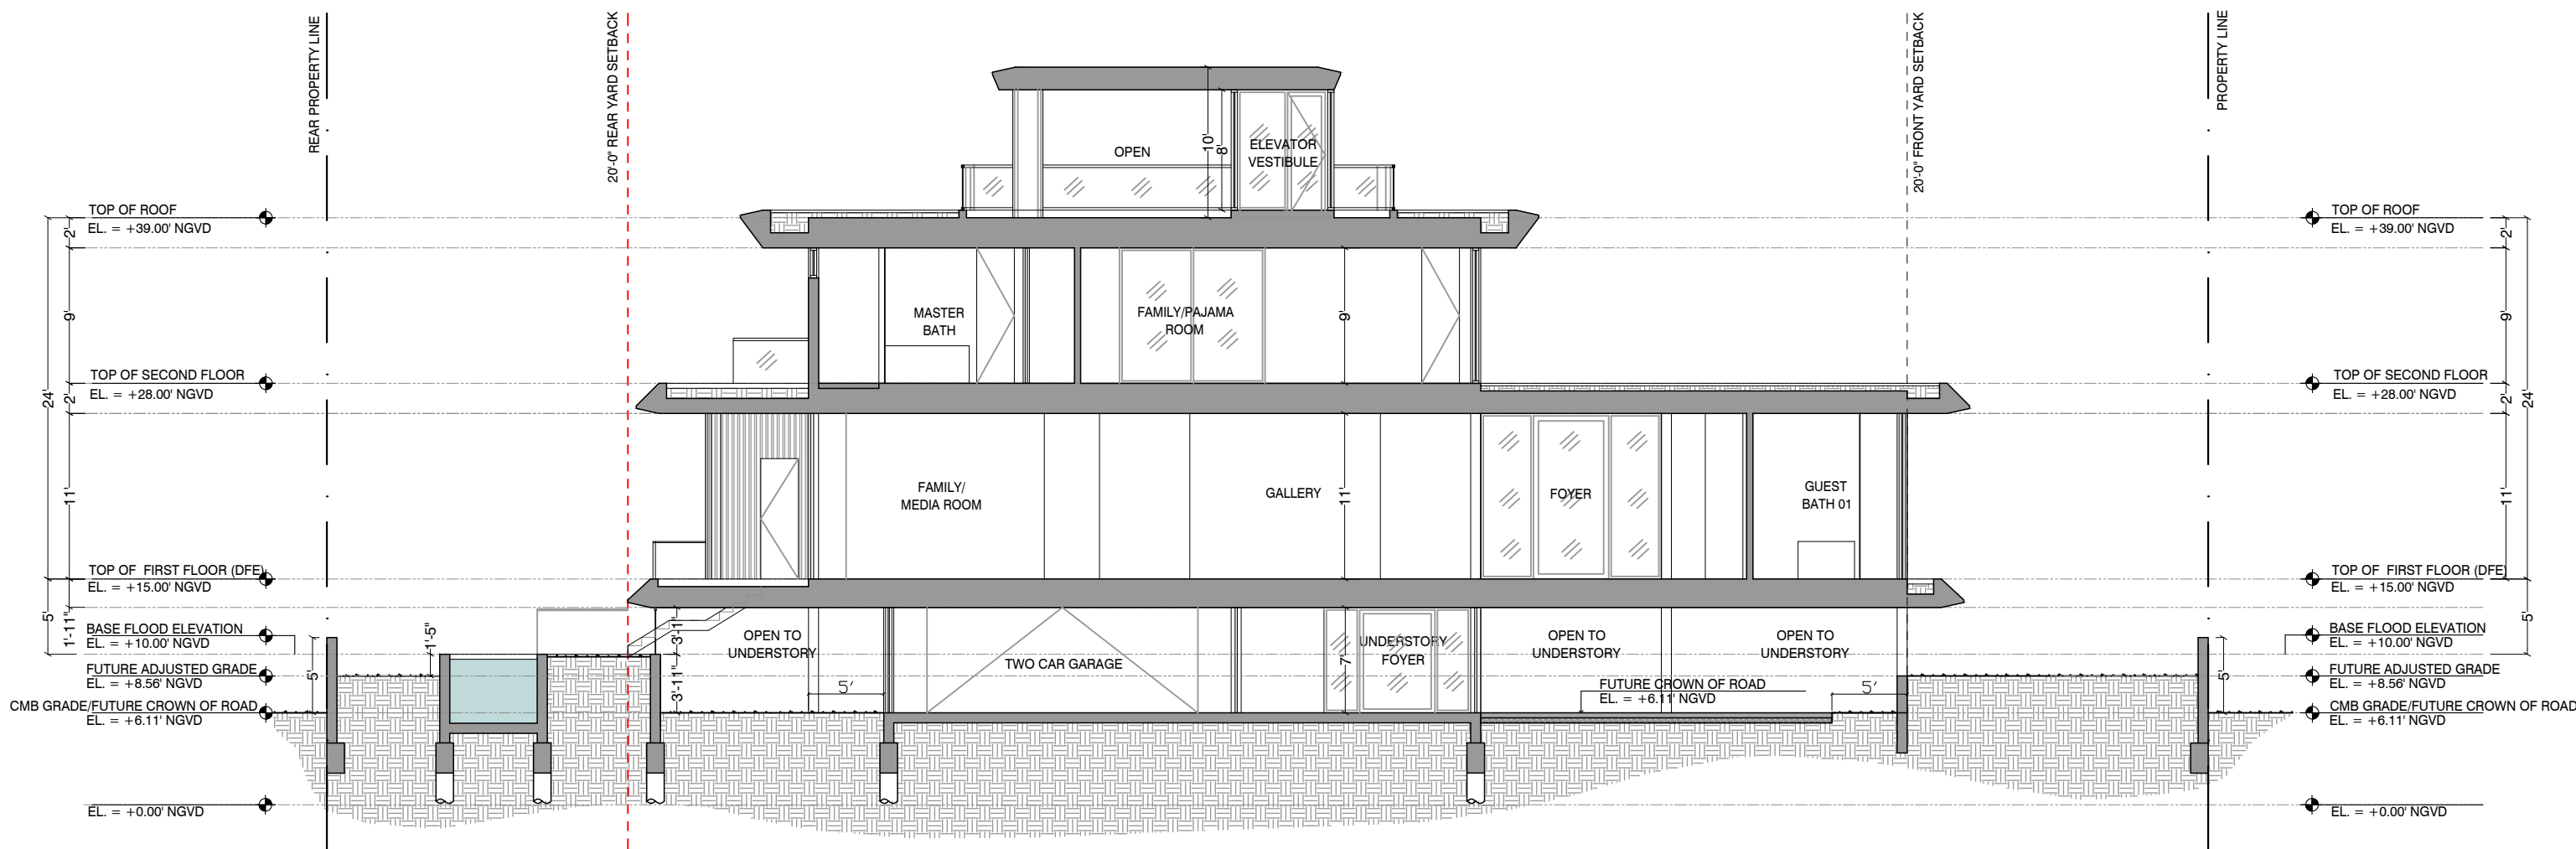 REAR PROPERTY LINE
20'-0" REAR YARD SETBACK
20'-0" FRONT YARD SETBACK
PROPERTY LINE
OPEN
10'
8'
ELEVATOR
VESTIBULE
TOP OF ROOF
EL. = +39.00' NGVD
TOP OF ROOF
EL. = +39.00' NGVD
2'
2'
9'
MASTER
BATH
FAMILY/PAJAMA
ROOM
9'
9'
TOP OF SECOND FLOOR
EL. = +28.00' NGVD
TOP OF SECOND FLOOR
EL. = +28.00' NGVD
24'
2'
2'
24'
11'
FAMILY/
MEDIA ROOM
GALLERY
11'
FOYER
GUEST
BATH 01
11'
TOP OF FIRST FLOOR (DFE)
EL. = +15.00' NGVD
TOP OF FIRST FLOOR (DFE)
EL. = +15.00' NGVD
5'
1'-11"
5'
BASE FLOOD ELEVATION
EL. = +10.00' NGVD
1'-5"
3'-1"
OPEN TO
UNDERSTORY
UNDERSTORY
FOYER
OPEN TO
UNDERSTORY
OPEN TO
UNDERSTORY
BASE FLOOD ELEVATION
EL. = +10.00' NGVD
FUTURE ADJUSTED GRADE
EL. = +8.56' NGVD
5'
3'-11"
5'
TWO CAR GARAGE
7'
FUTURE CROWN OF ROAD
EL. = +6.11' NGVD
5'
5'
FUTURE ADJUSTED GRADE
EL. = +8.56' NGVD
CMB GRADE/FUTURE CROWN OF ROAD
EL. = +6.11' NGVD
CMB GRADE/FUTURE CROWN OF ROAD
EL. = +6.11' NGVD
EL. = +0.00' NGVD
EL. = +0.00' NGVD